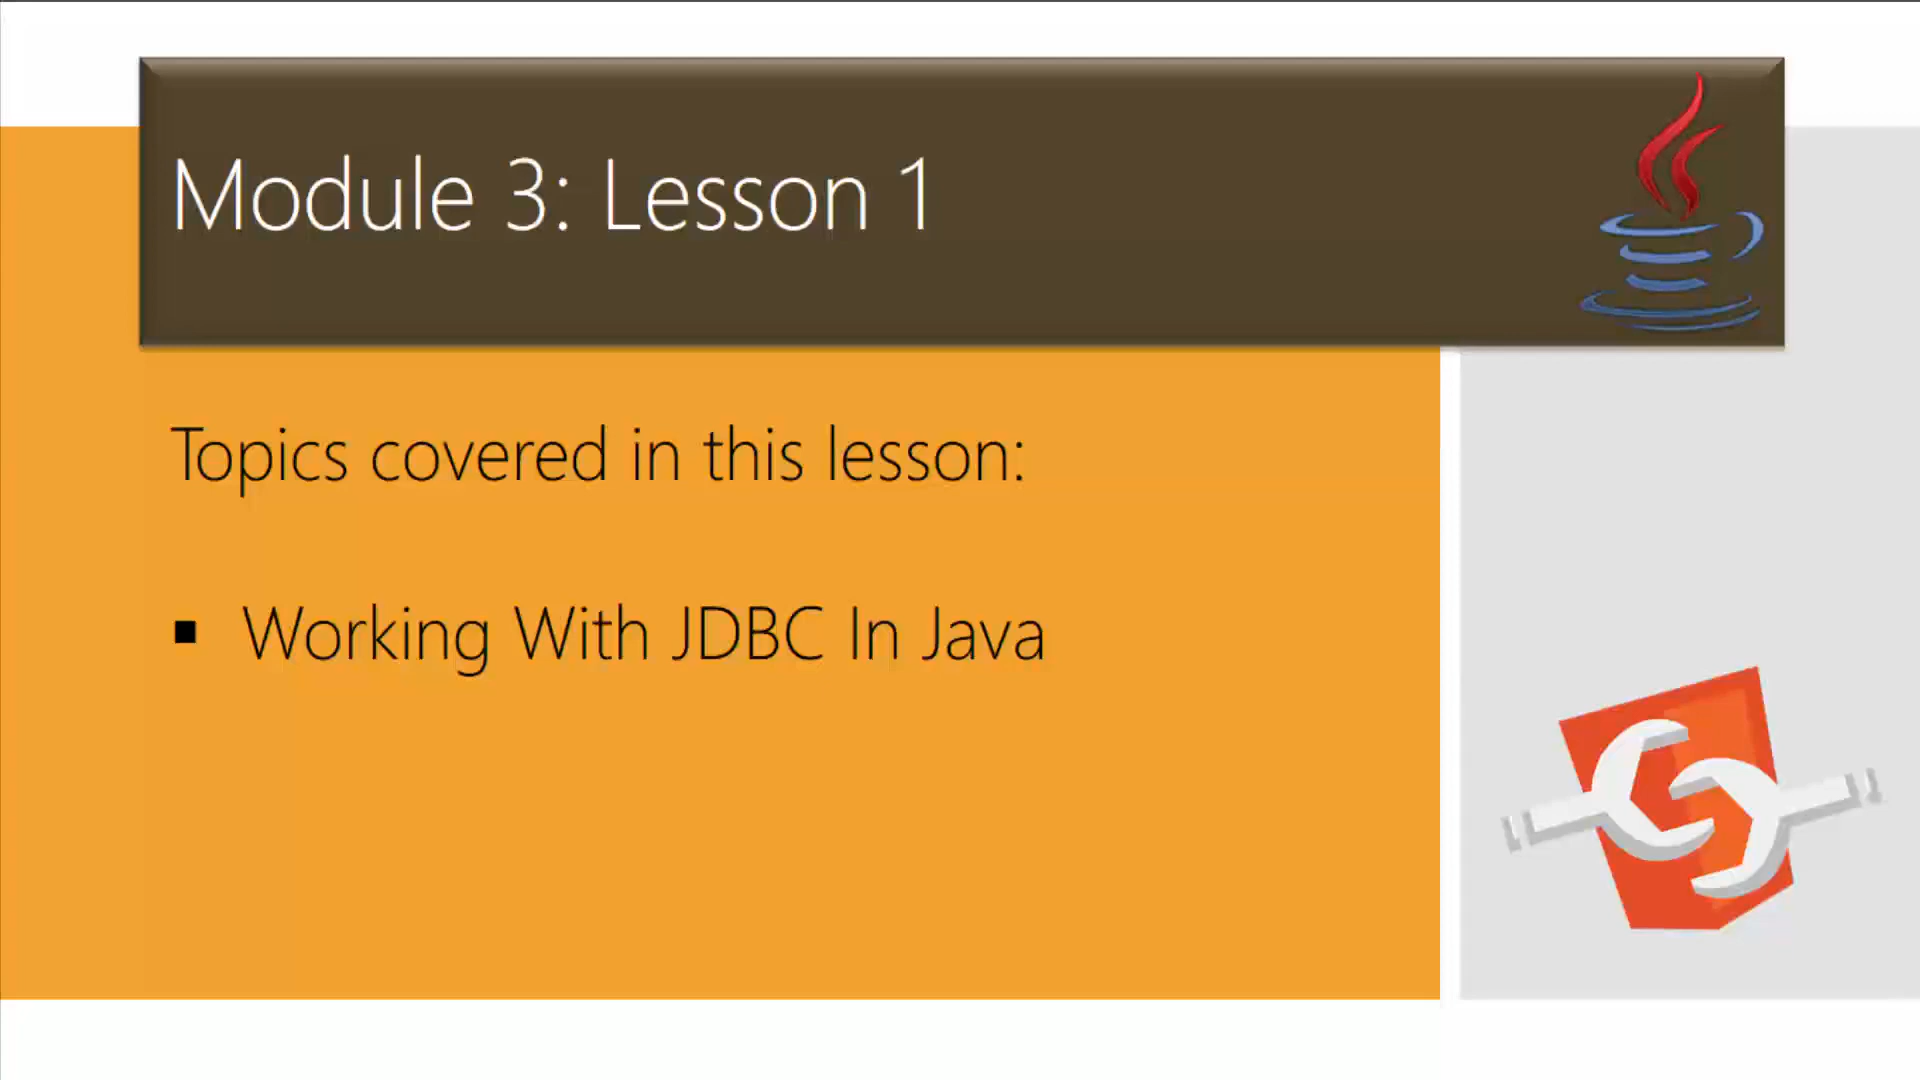 Module 3: Lesson 1
Topics covered in this lesson:
▪ Working With JDBC In Java